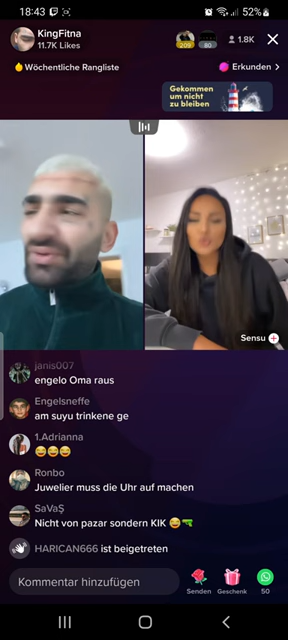 18:43
52%
KingFitna
11.7K Likes
205
80
1.8K
Wöchentliche Rangliste
Erkunden >
Gekommen
um nicht
zu bleiben
Sensu
janis007
engelo Oma raus
Engelsneffe
am suyu trinkene ge
1.Adrianna
😂😂😂
Ronbo
Juwelier muss die Uhr auf machen
SaVaŞ
Nicht von pazar sondern KIK 😂🔫
HARICAN666 ist beigetreten
Kommentar hinzufügen
Senden
Geschenk
50